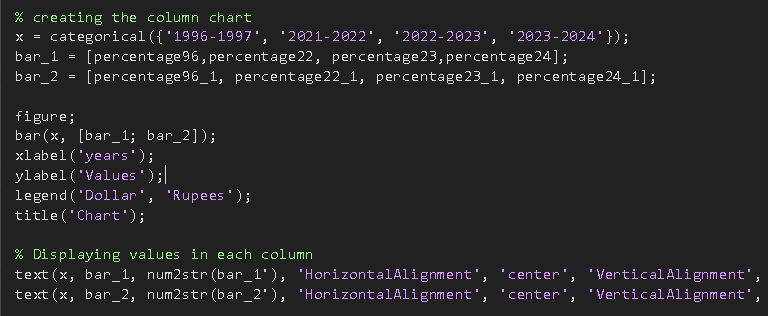 % creating the column chart
x = categorical({'1996-1997', '2021-2022', '2022-2023', '2023-2024'});
bar_1 = [percentage96,percentage22, percentage23,percentage24];
bar_2 = [percentage96_1, percentage22_1, percentage23_1, percentage24_1];
figure;
bar(x, [bar_1; bar_2]);
xlabel('years');
ylabel('Values');
legend('Dollar', 'Rupees');
title('Chart');
% Displaying values in each column
text(x, bar_1, num2str(bar_1'), 'HorizontalAlignment', 'center', 'VerticalAlignment',
text(x, bar_2, num2str(bar_2'), 'HorizontalAlignment', 'center', 'VerticalAlignment',